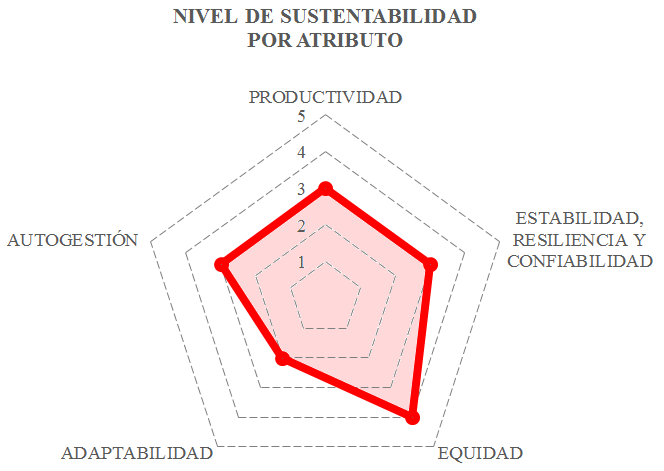 NIVEL DE SUSTENTABILIDAD
POR ATRIBUTO
PRODUCTIVIDAD
5
4
3
2
1
ESTABILIDAD,
RESILIENCIA Y
CONFIABILIDAD
AUTOGESTIÓN
ADAPTABILIDAD
EQUIDAD